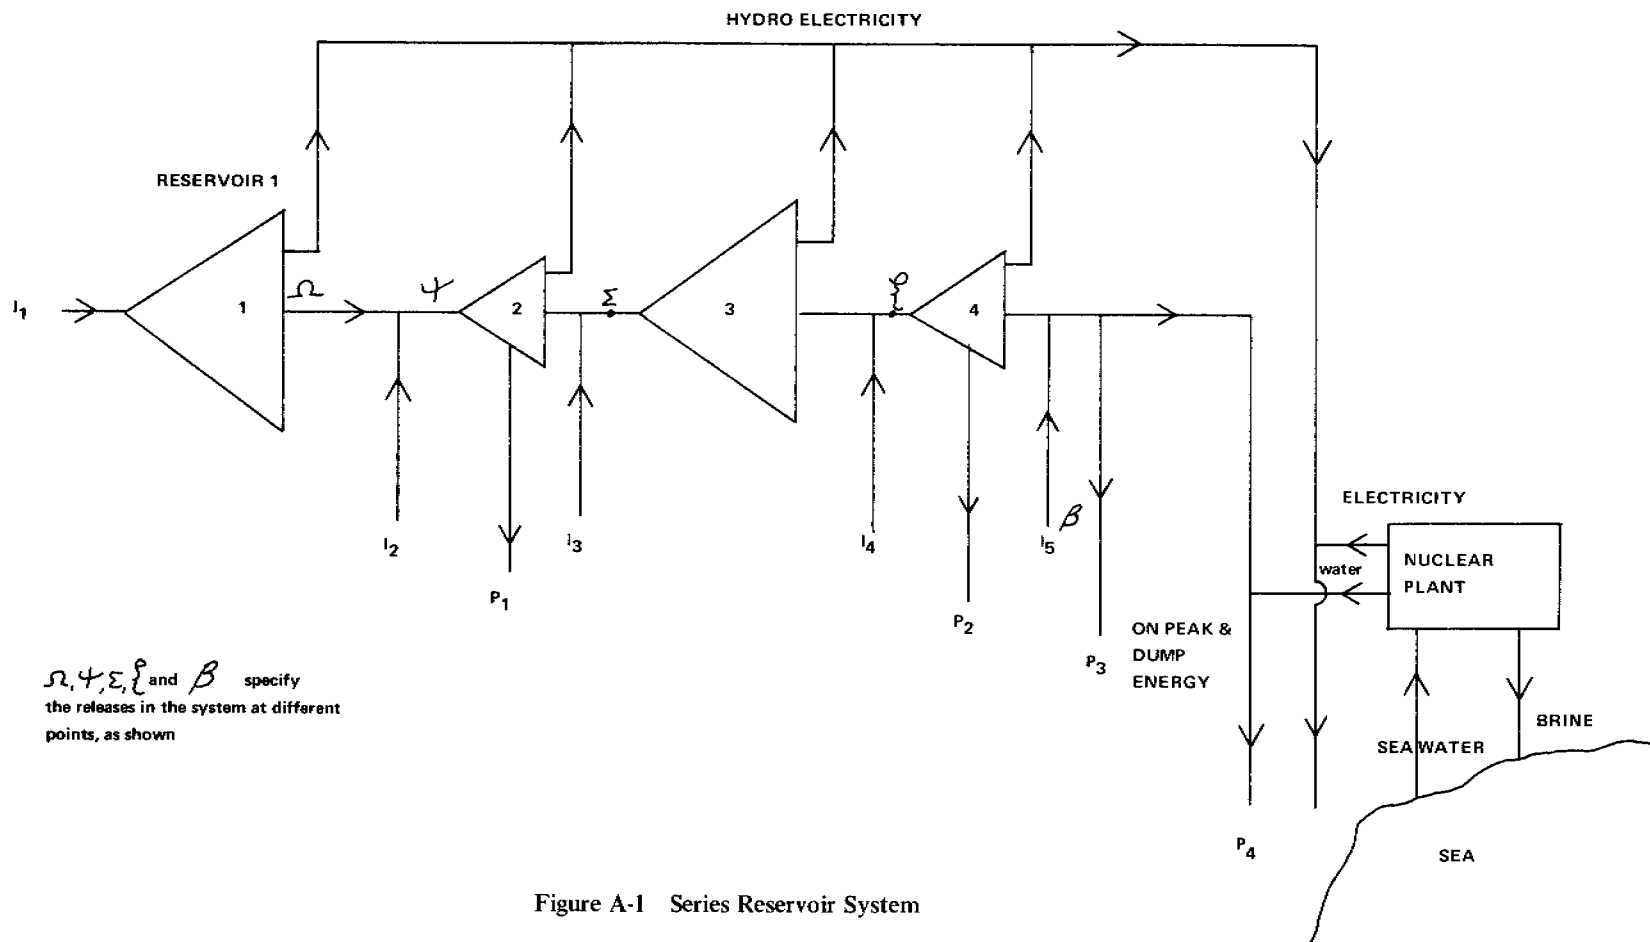 HYDRO ELECTRICITY
RESERVOIR 1
I1
1
Ω
ψ
2
Σ
3
ξ
4
I2
P1
I3
I4
P2
I5
β
P3
ELECTRICITY
NUCLEAR
PLANT
water
ON PEAK &
DUMP
ENERGY
SEA WATER
BRINE
P4
SEA
Ω, ψ, Σ, ξ and β specify
the releases in the system at different
points, as shown
Figure A-1 Series Reservoir System